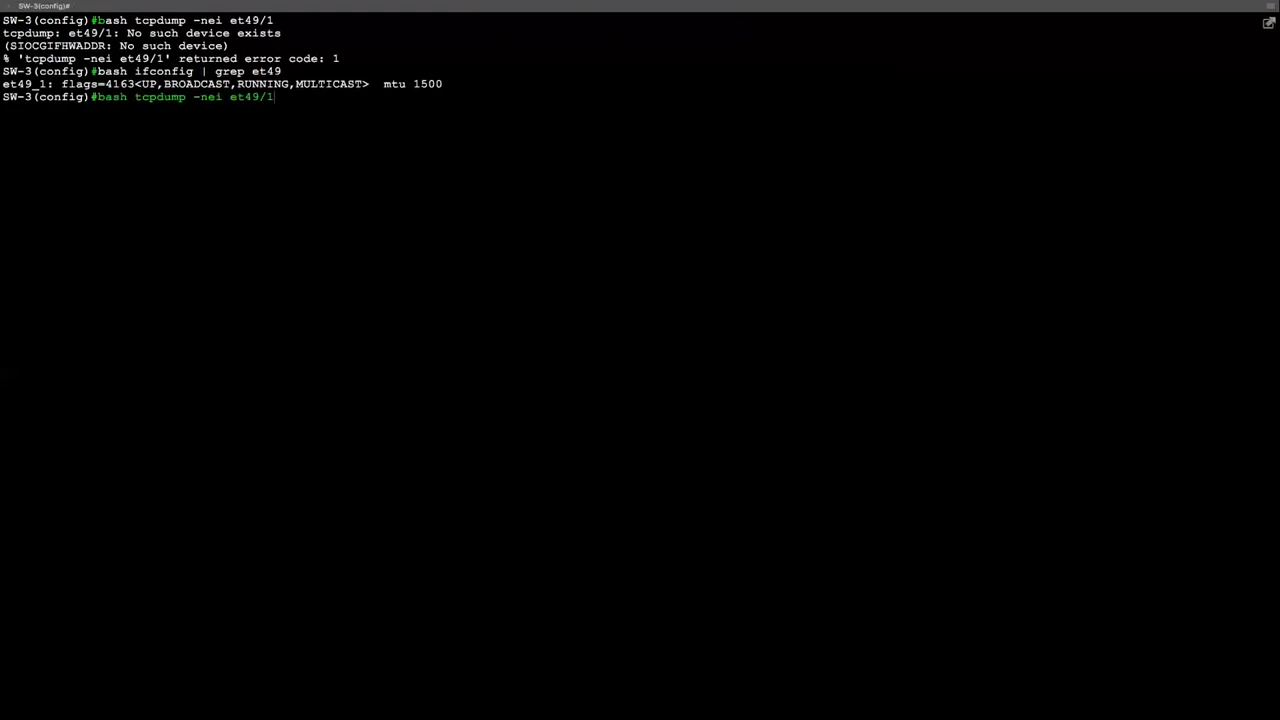 SW-3(config)#
SW-3(config)#bash tcpdump -nei et49/1
tcpdump: et49/1: No such device exists
(SIOCGIFHWADDR: No such device)
% 'tcpdump -nei et49/1' returned error code: 1
SW-3(config)#bash ifconfig | grep et49
et49_1: flags=4163<UP,BROADCAST,RUNNING,MULTICAST>  mtu 1500
SW-3(config)#bash tcpdump -nei et49/1